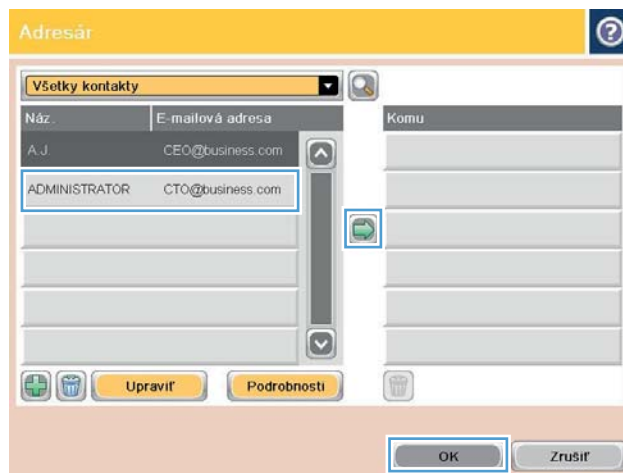 Adresár
Všetky kontakty
Náz. E-mailová adresa
Komu
A.J. CEO@business.com
ADMINISTRATOR CTO@business.com
Upraviť Podrobnosti
OK Zrušiť